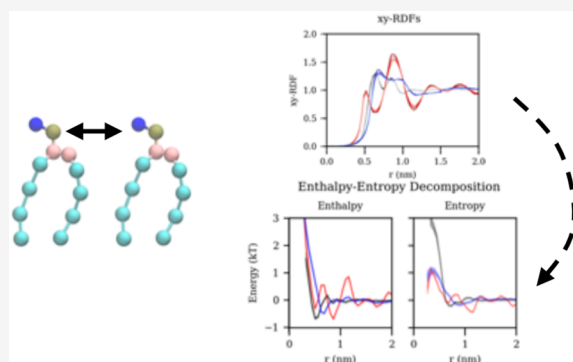 xy-RDFs
2.0
1.5
1.0
0.5
0.0
xy-RDF
0.0 0.5 1.0 1.5 2.0
r (nm)
Enthalpy-Entropy Decomposition
Enthalpy Entropy
3
2
1
0
−1
Energy (kT)
0 1 2 0 1 2
r (nm) r (nm)